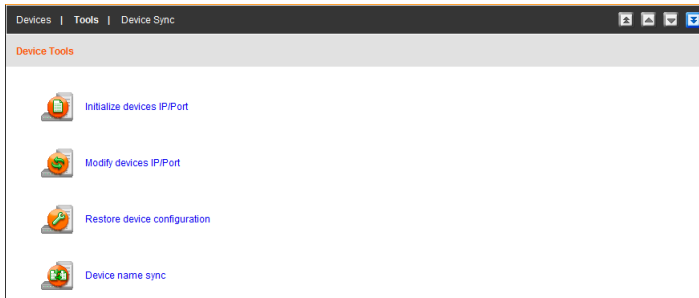 Devices | Tools | Device Sync
Device Tools
Initialize devices IP/Port
Modify devices IP/Port
Restore device configuration
Device name sync